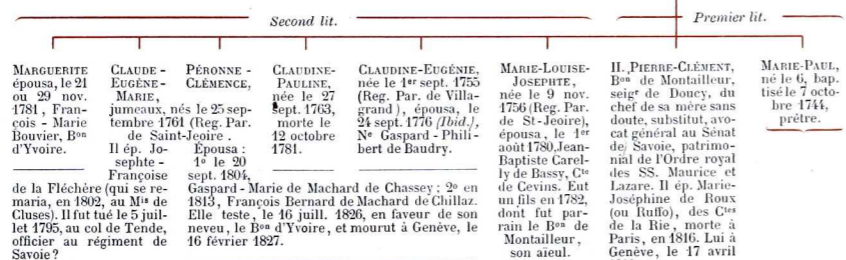 Second lit.
Premier lit.
MARGUERITE
épousa, le 21
ou 29 nov.
1781, Fran-
çois - Marie
Bouvier, Bon
d'Yvoire.
CLAUDE -
EUGÈNE-
MARIE,
PÉRONNE -
CLÉMENCE,
jumeaux, nés le 25 sep-
tembre 1761 (Reg. Par.
de Saint-Jeoire.
Il ép. Jo-
sephte -
Françoise
de la Fléchère (qui se re-
maria, en 1802, au Mis de
Cluses). Il fut tué le 5 juil-
let 1795, au col de Tende,
officier au régiment de
Savoie ?
Épousa :
1º le 20
sept. 1804,
Gaspard - Marie de Machard de Chassey ; 2º en
1813, François Bernard de Machard de Chillaz.
Elle teste, le 16 juill. 1826, en faveur de son
neveu, le Bon d'Yvoire, et mourut à Genève, le
16 février 1827.
CLAUDINE-
PAULINE,
née le 27
sept. 1763,
morte le
12 octobre
1781.
CLAUDINE-EUGÉNIE,
née le 1er sept. 1755
(Reg. Par. de Villa-
grand), épousa, le
24 sept. 1776 (Ibid.),
Ne Gaspard - Phili-
bert de Baudry.
MARIE-LOUISE-
JOSEPHTE,
née le 9 nov.
1756 (Reg. Par.
de St-Jeoire),
épousa, le 1er
août 1780, Jean-
Baptiste Carel-
ly de Bassy, Cte
de Cevins. Eut
un fils en 1782,
dont fut par-
rain le Bon de
Montailleur,
son aïeul.
II. PIERRE-CLÉMENT,
Bon de Montailleur,
seigr de Doucy, du
chef de sa mère sans
doute, substitut, avo-
cat général au Sénat
de Savoie, patrimo-
nial de l'Ordre royal
des SS. Maurice et
Lazare. Il ép. Marie-
Joséphine de Roux
(ou Ruffo), des Ctes
de la Rie, morte à
Paris, en 1816. Lui à
Genève, le 17 avril
MARIE-PAUL,
né le 6, bap.
tisé le 7 octo-
bre 1744,
prêtre.